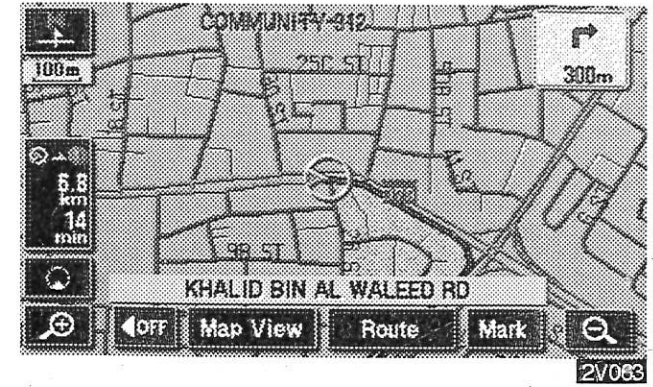 COMMUNITY-312
100m
25C ST
300m
6.8
km
14
min
9B ST
KHALID BIN AL WALEED RD
OFF
Map View
Route
Mark
2V063